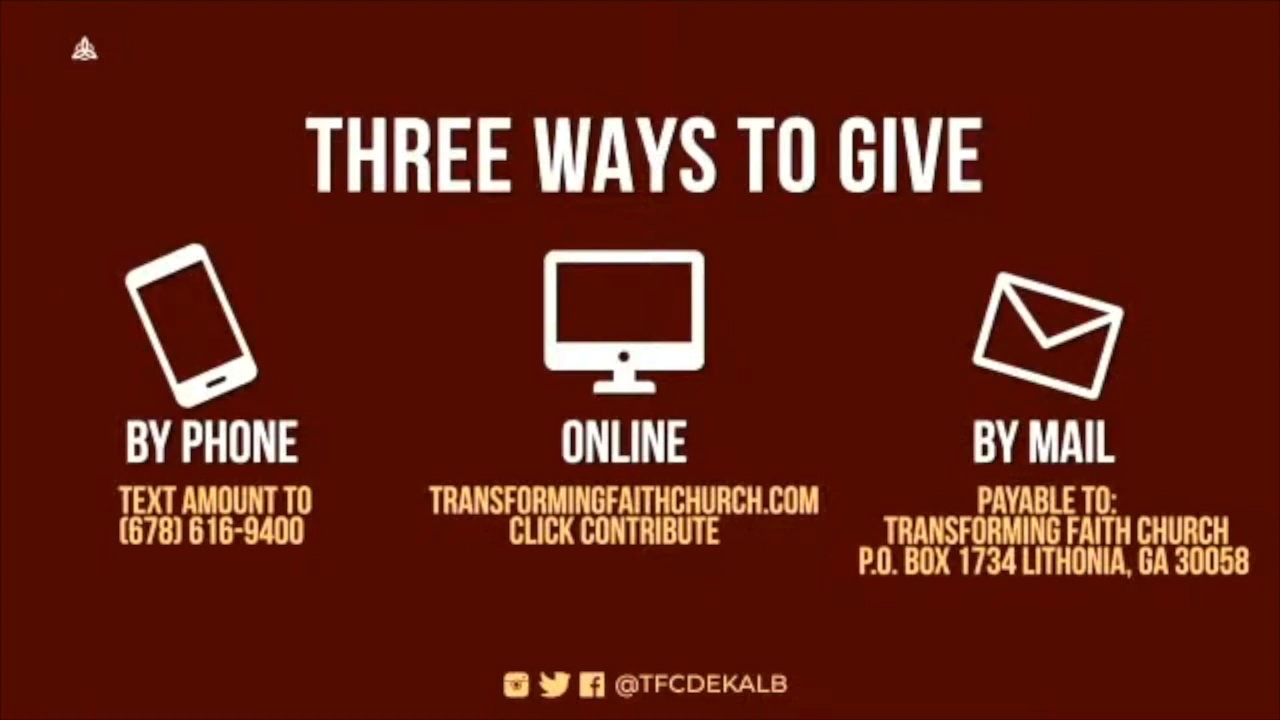 THREE WAYS TO GIVE
BY PHONE
TEXT AMOUNT TO
(678) 616-9400
ONLINE
TRANSFORMINGFAITHCHURCH.COM
CLICK CONTRIBUTE
BY MAIL
PAYABLE TO:
TRANSFORMING FAITH CHURCH
P.O. BOX 1734 LITHONIA, GA 30058
@TFCDEKALB